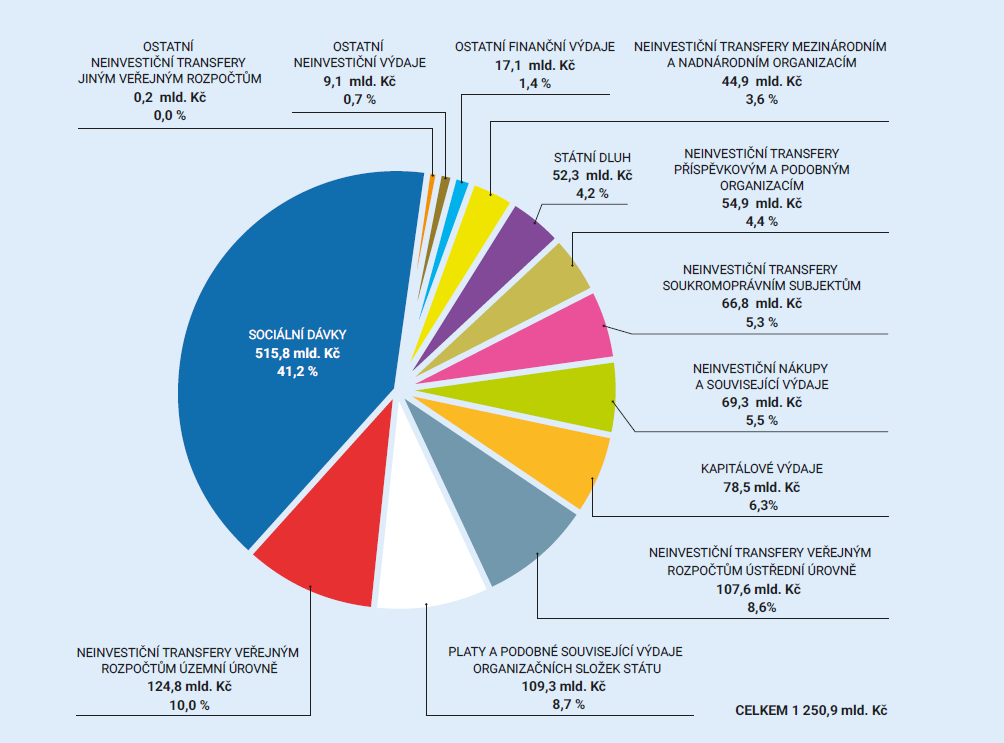 OSTATNÍ
NEINVESTIČNÍ TRANSFERY
JINÝM VEŘEJNÝM ROZPOČTŮM
0,2 mld. Kč
0,0 %
OSTATNÍ
NEINVESTIČNÍ VÝDAJE
9,1 mld. Kč
0,7 %
OSTATNÍ FINANČNÍ VÝDAJE
17,1 mld. Kč
1,4 %
NEINVESTIČNÍ TRANSFERY MEZINÁRODNÍM
A NADNÁRODNÍM ORGANIZACÍM
44,9 mld. Kč
3,6 %
STÁTNÍ DLUH
52,3 mld. Kč
4,2 %
NEINVESTIČNÍ TRANSFERY
PŘÍSPĚVKOVÝM A PODOBNÝM
ORGANIZACÍM
54,9 mld. Kč
4,4 %
NEINVESTIČNÍ TRANSFERY
SOUKROMOPRÁVNÍM SUBJEKTŮM
66,8 mld. Kč
5,3 %
SOCIÁLNÍ DÁVKY
515,8 mld. Kč
41,2 %
NEINVESTIČNÍ NÁKUPY
A SOUVISEJÍCÍ VÝDAJE
69,3 mld. Kč
5,5 %
KAPITÁLOVÉ VÝDAJE
78,5 mld. Kč
6,3%
NEINVESTIČNÍ TRANSFERY VEŘEJNÝM
ROZPOČTŮM ÚSTŘEDNÍ ÚROVNĚ
107,6 mld. Kč
8,6%
NEINVESTIČNÍ TRANSFERY VEŘEJNÝM
ROZPOČTŮM ÚZEMNÍ ÚROVNĚ
124,8 mld. Kč
10,0 %
PLATY A PODOBNÉ SOUVISEJÍCÍ VÝDAJE
ORGANIZAČNÍCH SLOŽEK STÁTU
109,3 mld. Kč
8,7 %
CELKEM 1 250,9 mld. Kč